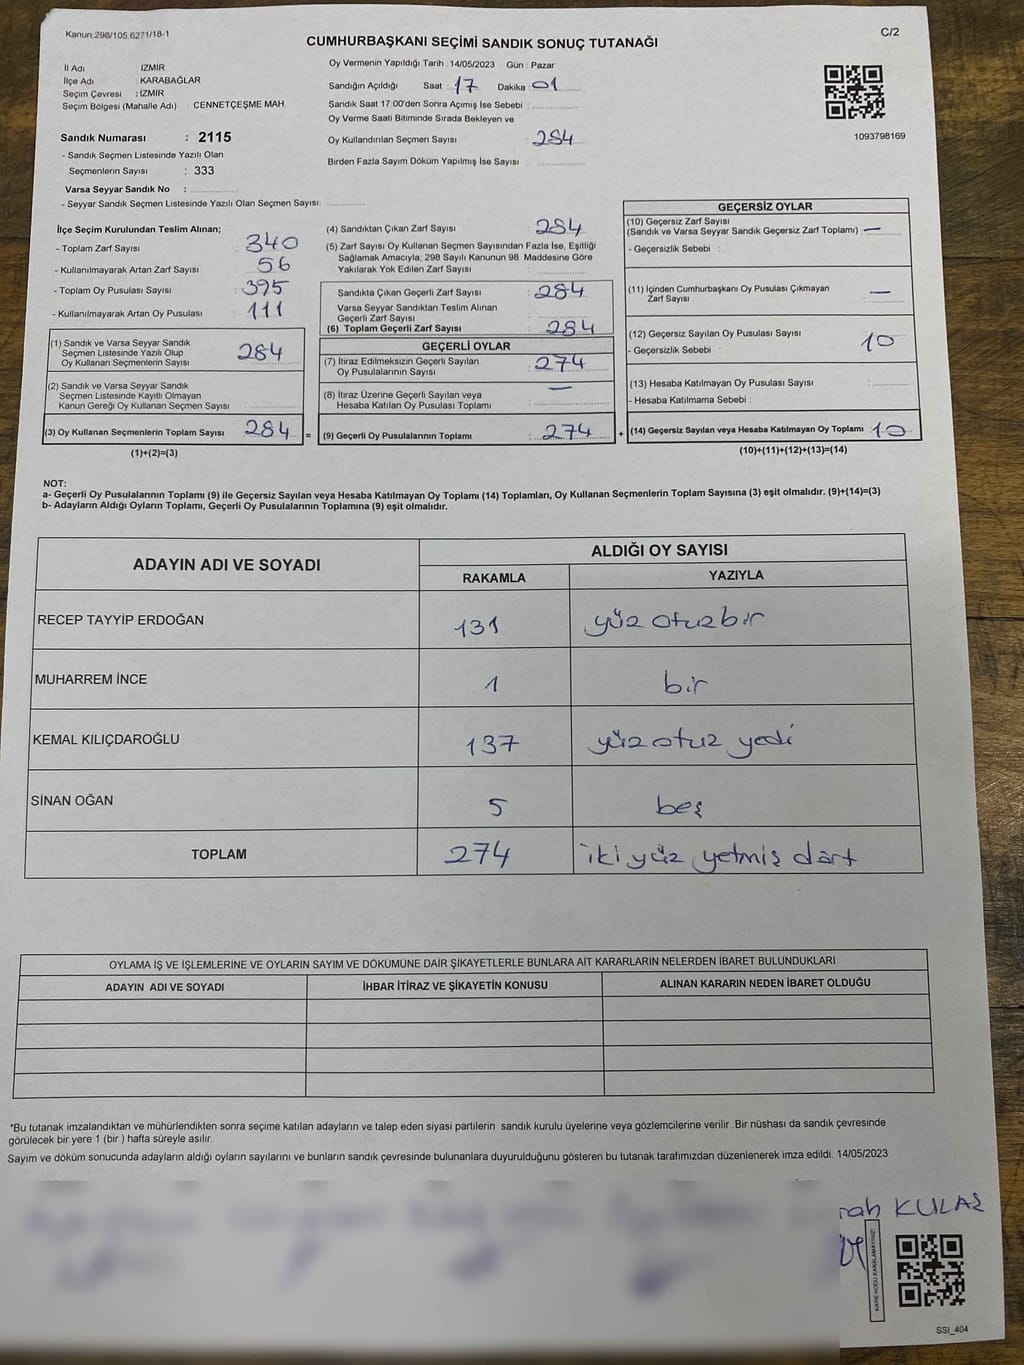 Kanun:298/105.6271/18-1
C/2
CUMHURBAŞKANI SEÇİMİ SANDIK SONUÇ TUTANAĞI
İl Adı : İZMİR
İlçe Adı : KARABAĞLAR
Seçim Çevresi : İZMİR
Seçim Bölgesi (Mahalle Adı) : CENNETÇEŞME MAH
Sandık Numarası : 2115
- Sandık Seçmen Listesinde Yazılı Olan
Seçmenlerin Sayısı : 333
Varsa Seyyar Sandık No :
- Seyyar Sandık Seçmen Listesinde Yazılı Olan Seçmen Sayısı:
Oy Vermenin Yapıldığı Tarih : 14/05/2023 Gün : Pazar
Sandığın Açıldığı Saat : 17 Dakika : 01
Sandık Saat 17:00'den Sonra Açımış İse Sebebi :
Oy Verme Saati Bitiminde Sırada Bekleyen ve
Oy Kullandırılan Seçmen Sayısı : 284
Birden Fazla Sayım Döküm Yapılmış İse Sayısı :
1093798169
İlçe Seçim Kurulundan Teslim Alınan;
- Toplam Zarf Sayısı : 340
- Kullanılmayarak Artan Zarf Sayısı : 56
- Toplam Oy Pusulası Sayısı : 395
- Kullanılmayarak Artan Oy Pusulası : 111
(1) Sandık ve Varsa Seyyar Sandık
Seçmen Listesinde Yazılı Olup
Oy Kullanan Seçmenlerin Sayısı : 284
(2) Sandık ve Varsa Seyyar Sandık
Seçmen Listesinde Kayıtlı Olmayan
Kanun Gereği Oy Kullanan Seçmen Sayısı :
(3) Oy Kullanan Seçmenlerin Toplam Sayısı : 284 =
(1)+(2)=(3)
(4) Sandıktan Çıkan Zarf Sayısı : 284
(5) Zarf Sayısı Oy Kullanan Seçmen Sayısından Fazla İse, Eşitliği
Sağlamak Amacıyla; 298 Sayılı Kanunun 98. Maddesine Göre
Yakılarak Yok Edilen Zarf Sayısı :
Sandıkta Çıkan Geçerli Zarf Sayısı : 284
Varsa Seyyar Sandıktan Teslim Alınan
Geçerli Zarf Sayısı :
(6) Toplam Geçerli Zarf Sayısı : 284
GEÇERLİ OYLAR
(7) İtiraz Edilmeksizin Geçerli Sayılan
Oy Pusulalarının Sayısı : 274
(8) İtiraz Üzerine Geçerli Sayılan veya
Hesaba Katılan Oy Pusulası Toplamı : —
(9) Geçerli Oy Pusulalarının Toplamı : 274 +
GEÇERSİZ OYLAR
(10) Geçersiz Zarf Sayısı
(Sandık ve Varsa Seyyar Sandık Geçersiz Zarf Toplamı) : —
- Geçersizlik Sebebi :
(11) İçinden Cumhurbaşkanı Oy Pusulası Çıkmayan
Zarf Sayısı : —
(12) Geçersiz Sayılan Oy Pusulası Sayısı : 10
- Geçersizlik Sebebi :
(13) Hesaba Katılmayan Oy Pusulası Sayısı :
- Hesaba Katılmama Sebebi :
(14) Geçersiz Sayılan veya Hesaba Katılmayan Oy Toplamı : 10
(10)+(11)+(12)+(13)=(14)
NOT:
a- Geçerli Oy Pusulalarının Toplamı (9) ile Geçersiz Sayılan veya Hesaba Katılmayan Oy Toplamı (14) Toplamları, Oy Kullanan Seçmenlerin Toplam Sayısına (3) eşit olmalıdır. (9)+(14)=(3)
b- Adayların Aldığı Oyların Toplamı, Geçerli Oy Pusulalarının Toplamına (9) eşit olmalıdır.
ADAYIN ADI VE SOYADI ALDIĞI OY SAYISI
RAKAMLA YAZIYLA
RECEP TAYYİP ERDOĞAN 131 yüz otuz bir
MUHARREM İNCE 1 bir
KEMAL KILIÇDAROĞLU 137 yüz otuz yedi
SİNAN OĞAN 5 beş
TOPLAM 274 iki yüz yetmiş dört
OYLAMA İŞ VE İŞLEMLERİNE VE OYLARIN SAYIM VE DÖKÜMÜNE DAİR ŞİKAYETLERLE BUNLARA AİT KARARLARIN NELERDEN İBARET BULUNDUKLARI
ADAYIN ADI VE SOYADI İHBAR İTİRAZ VE ŞİKAYETİN KONUSU ALINAN KARARIN NEDEN İBARET OLDUĞU
*Bu tutanak imzalandıktan ve mühürlendikten sonra seçime katılan adayların ve talep eden siyasi partilerin sandık kurulu üyelerine veya gözlemcilerine verilir .Bir nüshası da sandık çevresinde
görülecek bir yere 1 (bir ) hafta süreyle asılır.
Sayım ve döküm sonucunda adayların aldığı oyların sayılarını ve bunların sandık çevresinde bulunanlara duyurulduğunu gösteren bu tutanak tarafımızdan düzenlenerek imza edildi. 14/05/2023
KARE KODU KARALAMAYINIZ!
SSI_404